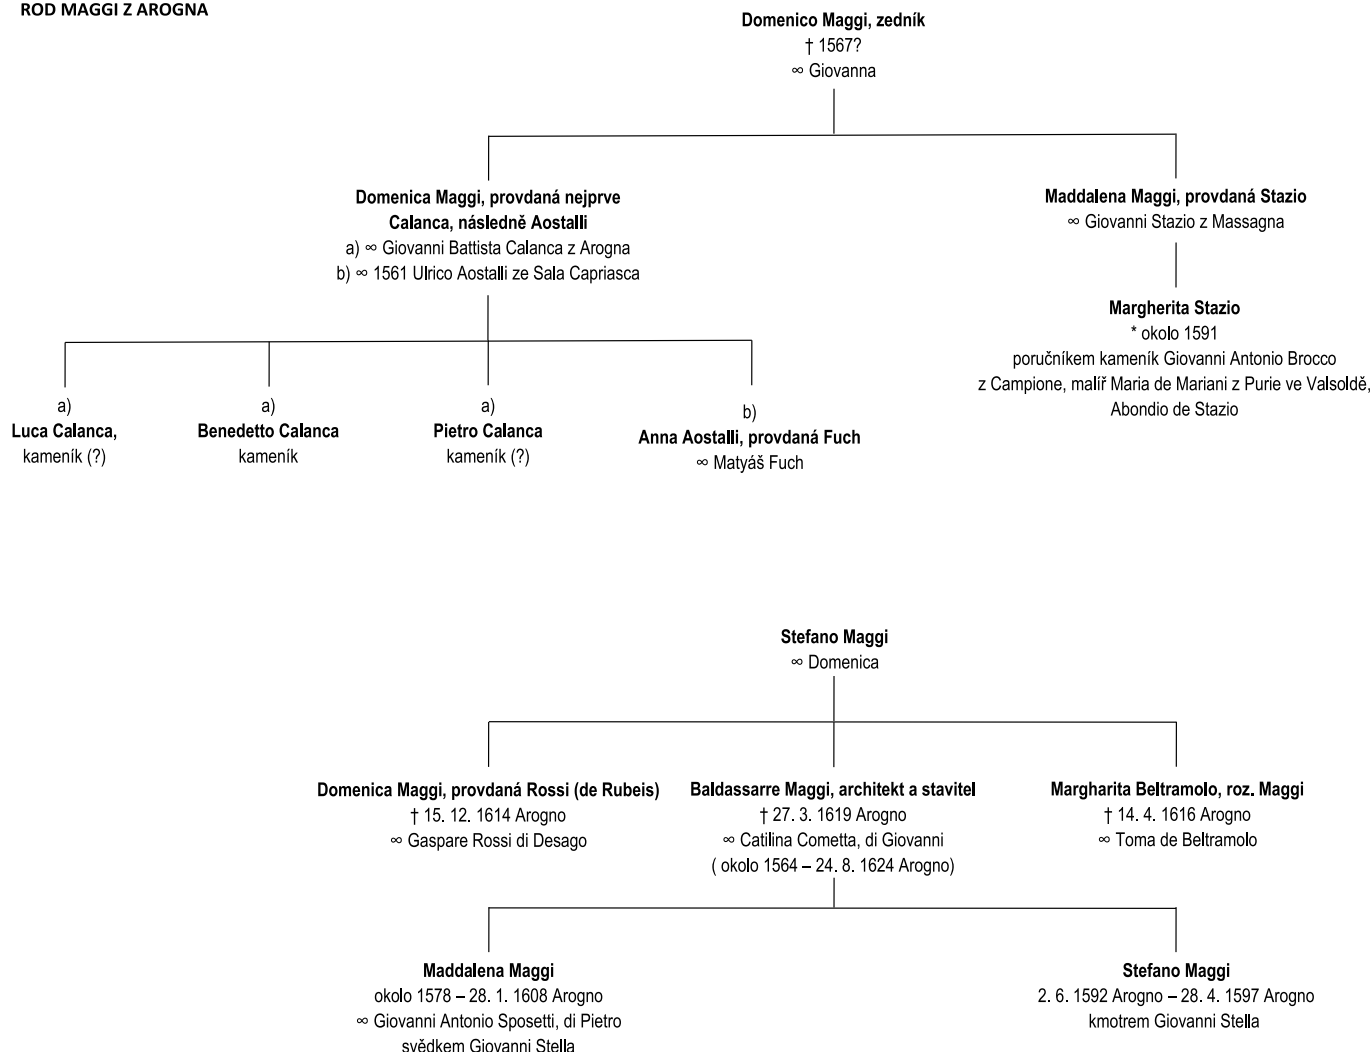 ROD MAGGI Z AROGNA
Domenico Maggi, zedník
† 1567?
∞ Giovanna
Domenica Maggi, provdaná nejprve
Calanca, následně Aostalli
a) ∞ Giovanni Battista Calanca z Arogna
b) ∞ 1561 Ulrico Aostalli ze Sala Capriasca
Maddalena Maggi, provdaná Stazio
∞ Giovanni Stazio z Massagna
Margherita Stazio
* okolo 1591
poručníkem kameník Giovanni Antonio Brocco
z Campione, malíř Maria de Mariani z Purie ve Valsoldě,
Abondio de Stazio
a)
Luca Calanca,
kameník (?)
a)
Benedetto Calanca
kameník
a)
Pietro Calanca
kameník (?)
b)
Anna Aostalli, provdaná Fuch
∞ Matyáš Fuch
Stefano Maggi
∞ Domenica
Domenica Maggi, provdaná Rossi (de Rubeis)
† 15. 12. 1614 Arogno
∞ Gaspare Rossi di Desago
Baldassarre Maggi, architekt a stavitel
† 27. 3. 1619 Arogno
∞ Catilina Cometta, di Giovanni
( okolo 1564 – 24. 8. 1624 Arogno)
Margharita Beltramolo, roz. Maggi
† 14. 4. 1616 Arogno
∞ Toma de Beltramolo
Maddalena Maggi
okolo 1578 – 28. 1. 1608 Arogno
∞ Giovanni Antonio Sposetti, di Pietro
svědkem Giovanni Stella
Stefano Maggi
2. 6. 1592 Arogno – 28. 4. 1597 Arogno
kmotrem Giovanni Stella